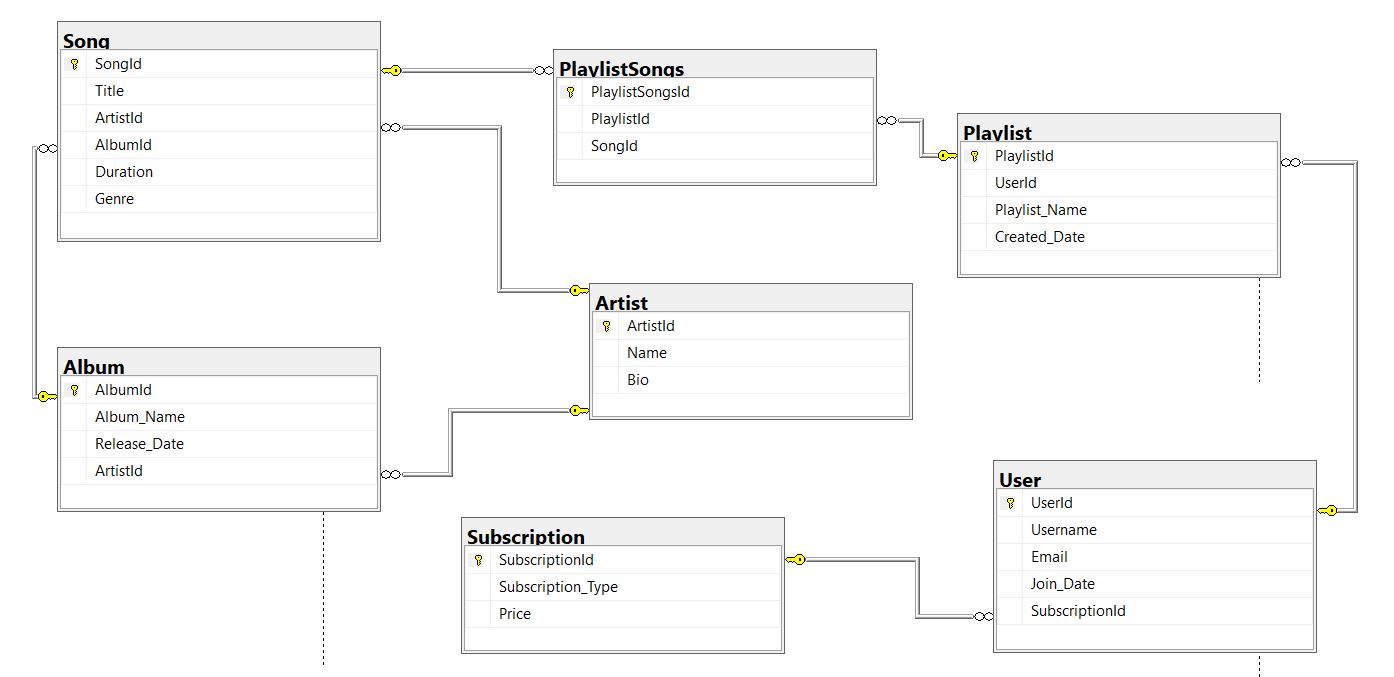 Song
SongId
Title
ArtistId
AlbumId
Duration
Genre
PlaylistSongs
PlaylistSongsId
PlaylistId
SongId
Playlist
PlaylistId
UserId
Playlist_Name
Created_Date
Artist
ArtistId
Name
Bio
Album
AlbumId
Album_Name
Release_Date
ArtistId
Subscription
SubscriptionId
Subscription_Type
Price
User
UserId
Username
Email
Join_Date
SubscriptionId